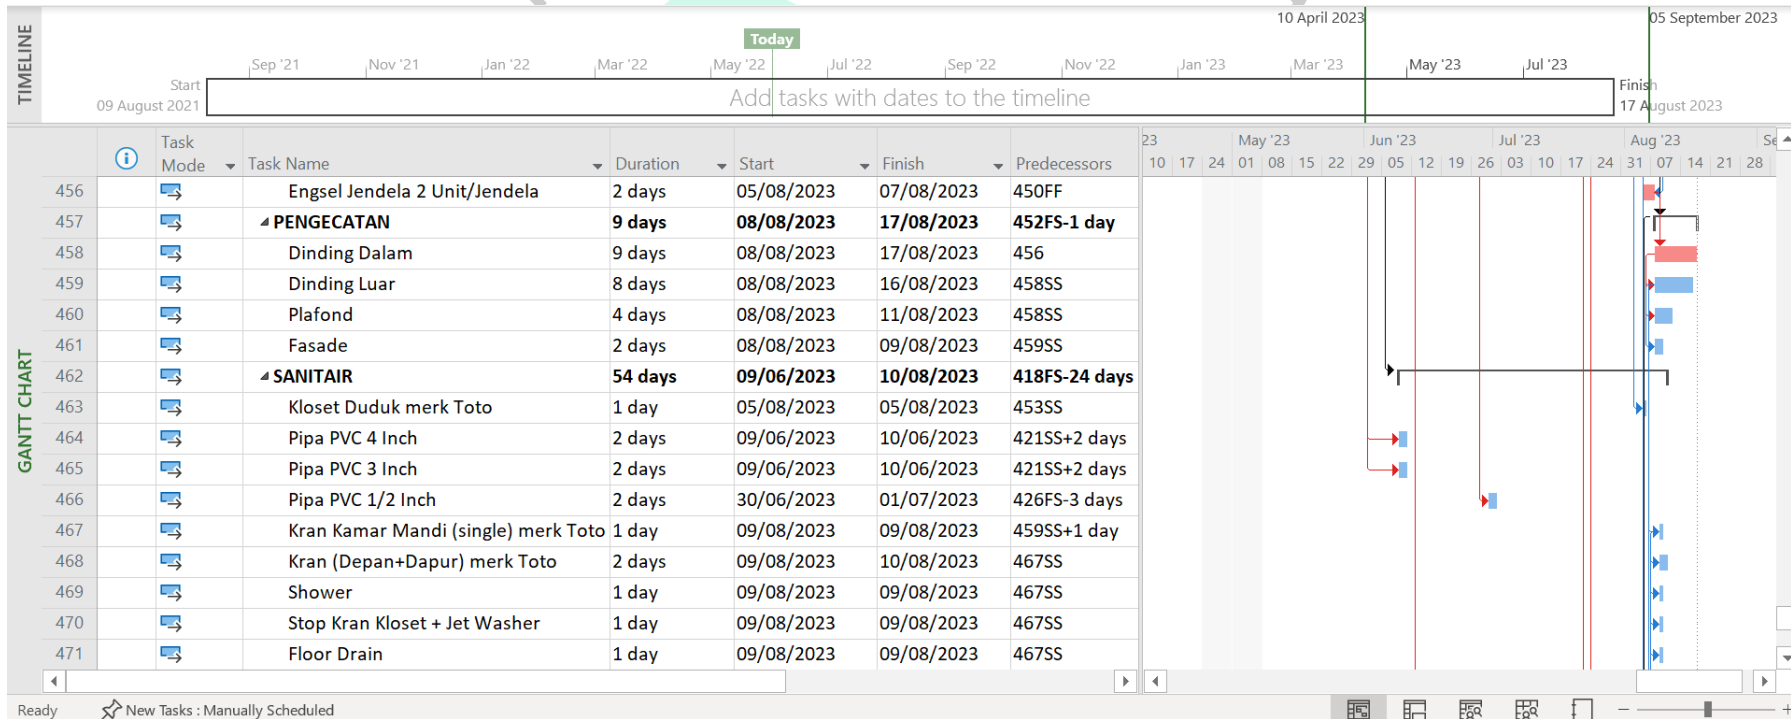 TIMELINE
10 April 2023 05 September 2023
Today
Sep '21 Nov '21 Jan '22 Mar '22 May '22 Jul '22 Sep '22 Nov '22 Jan '23 Mar '23 May '23 Jul '23
Start
09 August 2021
Add tasks with dates to the timeline
Finish
17 August 2023
GANTT CHART
Task Mode Task Name Duration Start Finish Predecessors
23 May '23 Jun '23 Jul '23 Aug '23 Se
10 17 24 01 08 15 22 29 05 12 19 26 03 10 17 24 31 07 14 21 28
456 Engsel Jendela 2 Unit/Jendela 2 days 05/08/2023 07/08/2023 450FF
457 PENGECATAN 9 days 08/08/2023 17/08/2023 452FS-1 day
458 Dinding Dalam 9 days 08/08/2023 17/08/2023 456
459 Dinding Luar 8 days 08/08/2023 16/08/2023 458SS
460 Plafond 4 days 08/08/2023 11/08/2023 458SS
461 Fasade 2 days 08/08/2023 09/08/2023 459SS
462 SANITAIR 54 days 09/06/2023 10/08/2023 418FS-24 days
463 Kloset Duduk merk Toto 1 day 05/08/2023 05/08/2023 453SS
464 Pipa PVC 4 Inch 2 days 09/06/2023 10/06/2023 421SS+2 days
465 Pipa PVC 3 Inch 2 days 09/06/2023 10/06/2023 421SS+2 days
466 Pipa PVC 1/2 Inch 2 days 30/06/2023 01/07/2023 426FS-3 days
467 Kran Kamar Mandi (single) merk Toto 1 day 09/08/2023 09/08/2023 459SS+1 day
468 Kran (Depan+Dapur) merk Toto 2 days 09/08/2023 10/08/2023 467SS
469 Shower 1 day 09/08/2023 09/08/2023 467SS
470 Stop Kran Kloset + Jet Washer 1 day 09/08/2023 09/08/2023 467SS
471 Floor Drain 1 day 09/08/2023 09/08/2023 467SS
Ready New Tasks : Manually Scheduled